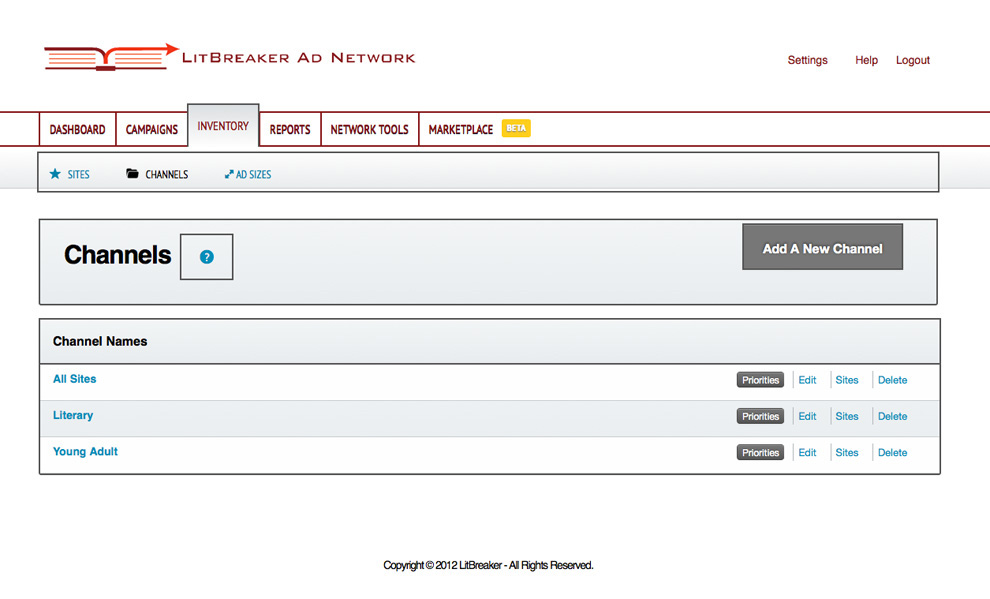 LITBREAKER AD NETWORK
Settings Help Logout
DASHBOARD CAMPAIGNS INVENTORY REPORTS NETWORK TOOLS MARKETPLACE BETA
SITES CHANNELS AD SIZES
Channels ? Add A New Channel
Channel Names
All Sites Priorities Edit Sites Delete
Literary Priorities Edit Sites Delete
Young Adult Priorities Edit Sites Delete
Copyright © 2012 LitBreaker - All Rights Reserved.